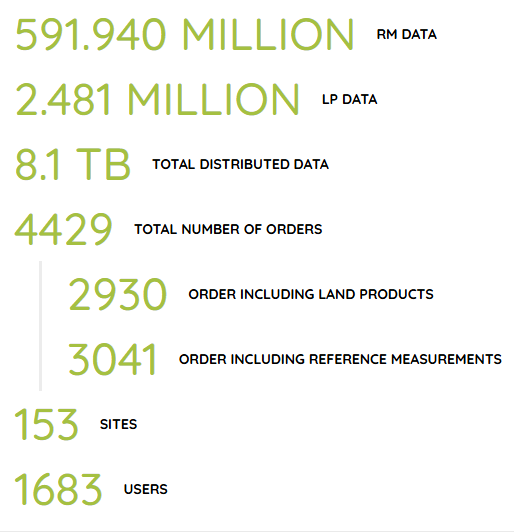 591.940 MILLION RM DATA
2.481 MILLION LP DATA
8.1 TB TOTAL DISTRIBUTED DATA
4429 TOTAL NUMBER OF ORDERS
2930 ORDER INCLUDING LAND PRODUCTS
3041 ORDER INCLUDING REFERENCE MEASUREMENTS
153 SITES
1683 USERS